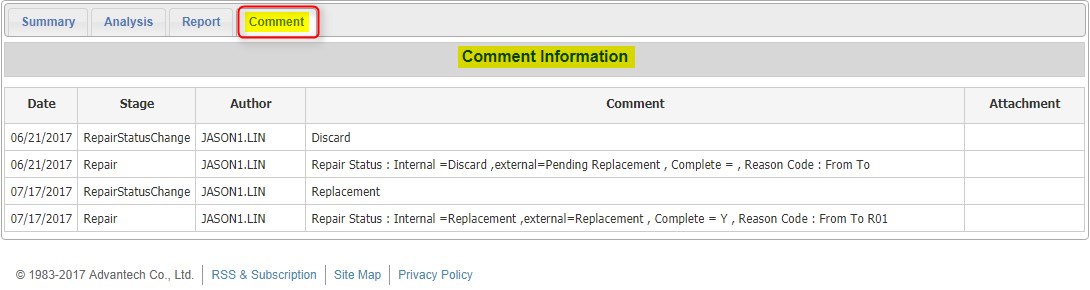 Summary Analysis Report Comment
Comment Information
Date Stage Author Comment Attachment
06/21/2017 RepairStatusChange JASON1.LIN Discard
06/21/2017 Repair JASON1.LIN Repair Status : Internal =Discard ,external=Pending Replacement , Complete = , Reason Code : From To
07/17/2017 RepairStatusChange JASON1.LIN Replacement
07/17/2017 Repair JASON1.LIN Repair Status : Internal =Replacement ,external=Replacement , Complete = Y , Reason Code : From To R01
© 1983-2017 Advantech Co., Ltd. RSS & Subscription Site Map Privacy Policy